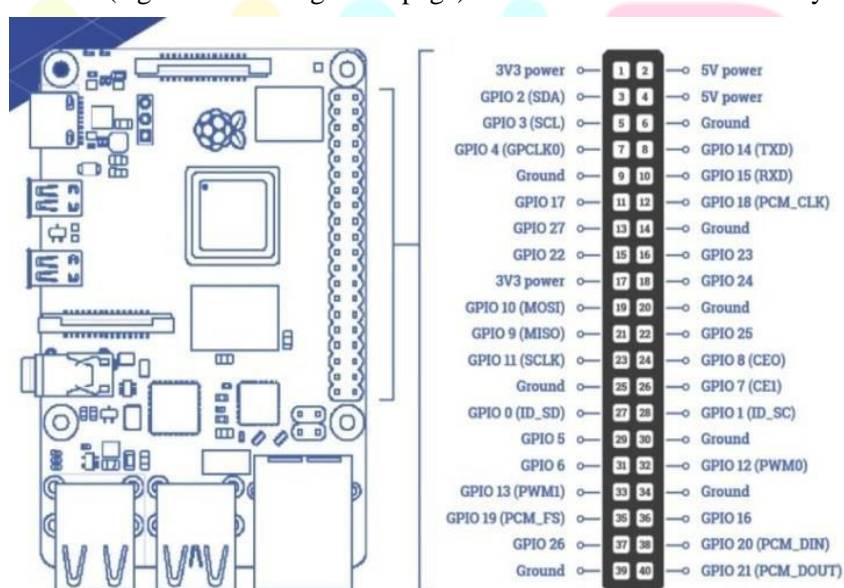 3V3 power 1 2 5V power
GPIO 2 (SDA) 3 4 5V power
GPIO 3 (SCL) 5 6 Ground
GPIO 4 (GPCLK0) 7 8 GPIO 14 (TXD)
Ground 9 10 GPIO 15 (RXD)
GPIO 17 11 12 GPIO 18 (PCM_CLK)
GPIO 27 13 14 Ground
GPIO 22 15 16 GPIO 23
3V3 power 17 18 GPIO 24
GPIO 10 (MOSI) 19 20 Ground
GPIO 9 (MISO) 21 22 GPIO 25
GPIO 11 (SCLK) 23 24 GPIO 8 (CEO)
Ground 25 26 GPIO 7 (CE1)
GPIO 0 (ID_SD) 27 28 GPIO 1 (ID_SC)
GPIO 5 29 30 Ground
GPIO 6 31 32 GPIO 12 (PWM0)
GPIO 13 (PWM1) 33 34 Ground
GPIO 19 (PCM_FS) 35 36 GPIO 16
GPIO 26 37 38 GPIO 20 (PCM_DIN)
Ground 39 40 GPIO 21 (PCM_DOUT)